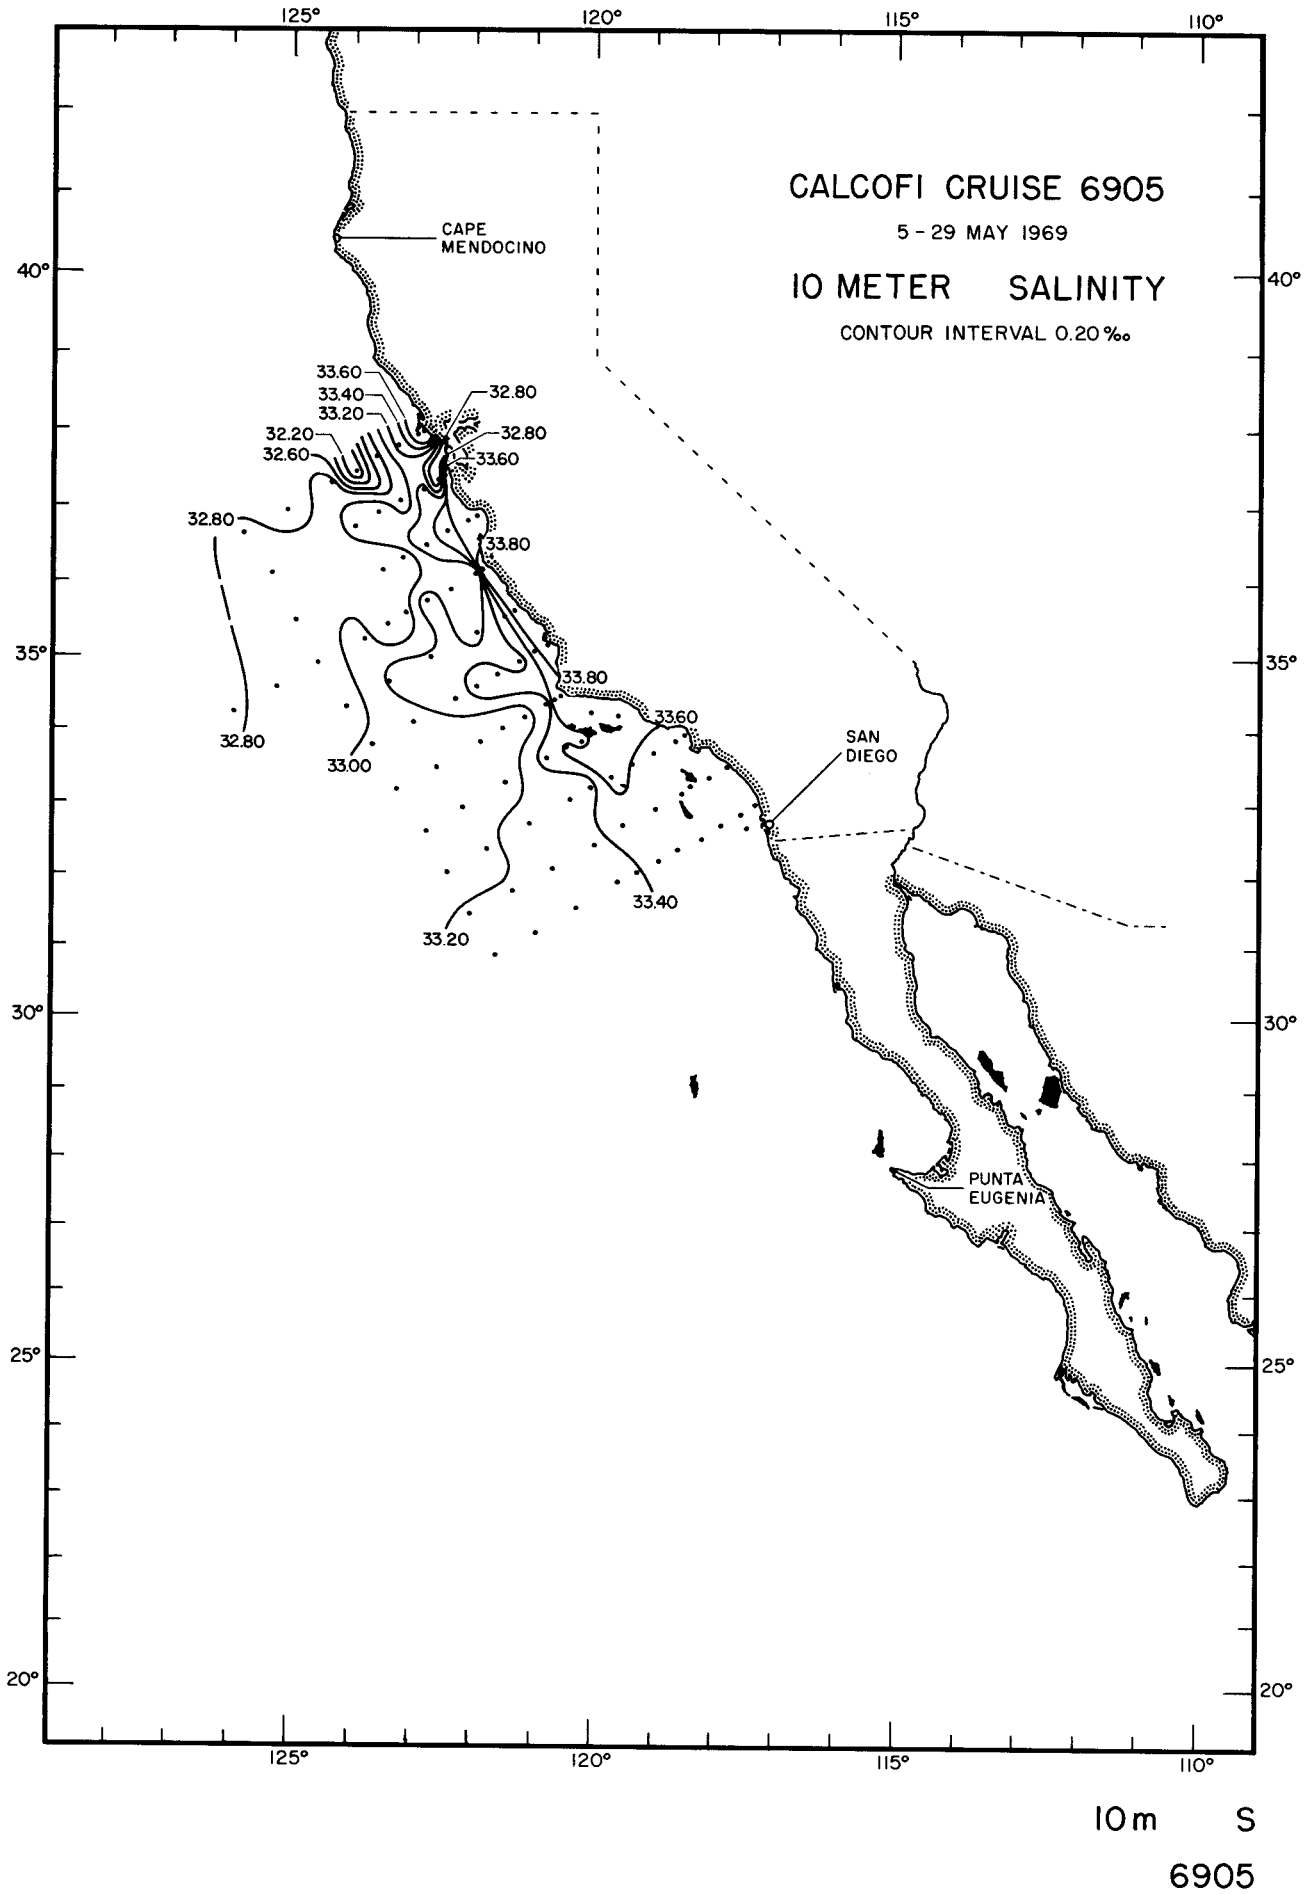 125° 120° 115° 110°
CALCOFI CRUISE 6905
5-29 MAY 1969
CAPE
MENDOCINO
40° 40°
10 METER SALINITY
CONTOUR INTERVAL 0.20‰
33.60
32.80
33.40
33.20
32.20
32.80
32.60
33.60
32.80
33.80
35° 35°
33.80
33.60
32.80
SAN
DIEGO
33.00
33.40
33.20
30° 30°
PUNTA
EUGENIA
25° 25°
20° 20°
125° 120° 115° 110°
10m S
6905